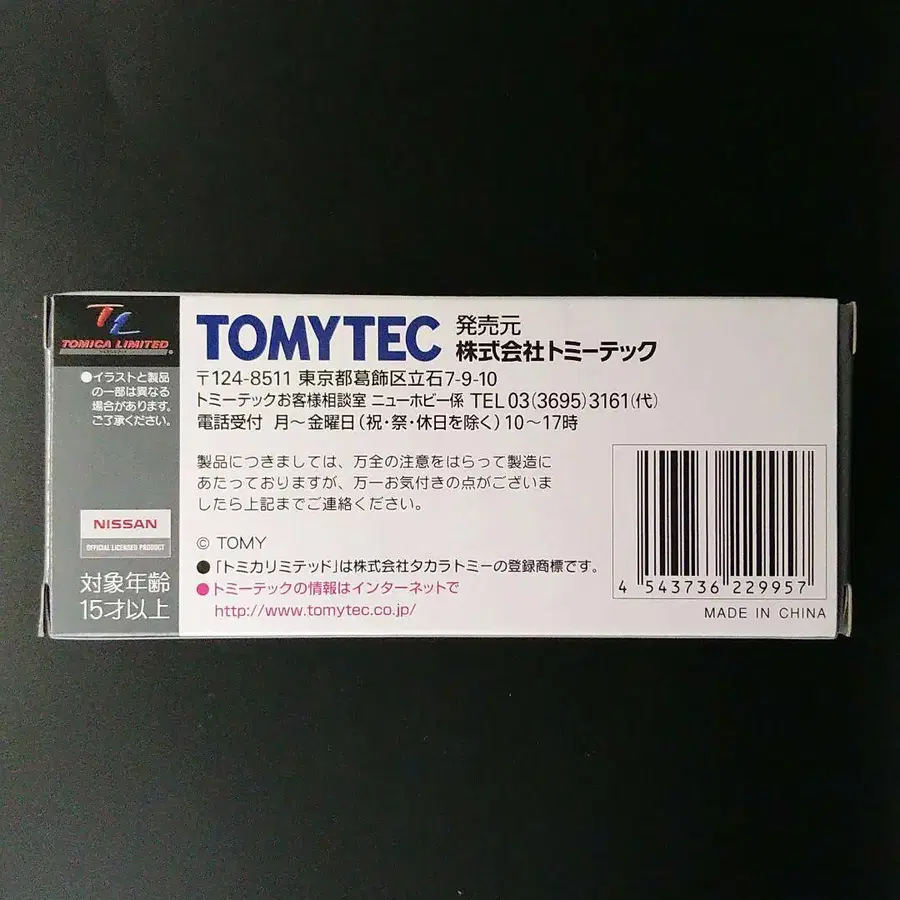 TL
TOMICA LIMITED
●イラストと製品
の一部は異なる
場合があります。
ご了承ください。
NISSAN
OFFICIAL LICENSED PRODUCT
対象年齢
15才以上
TOMYTEC
発売元
株式会社トミーテック
〒124-8511 東京都葛飾区立石7-9-10
トミーテックお客様相談室 ニューホビー係 TEL 03(3695)3161(代)
電話受付 月～金曜日(祝・祭・休日を除く)10～17時
製品につきましては、万全の注意をはらって製造に
あたっておりますが、万一お気付きの点がございま
したら上記までご連絡ください。
© TOMY
●「トミカリミテッド」は株式会社タカラトミーの登録商標です。
●トミーテックの情報はインターネットで
http://www.tomytec.co.jp/
4 543736 229957
MADE IN CHINA